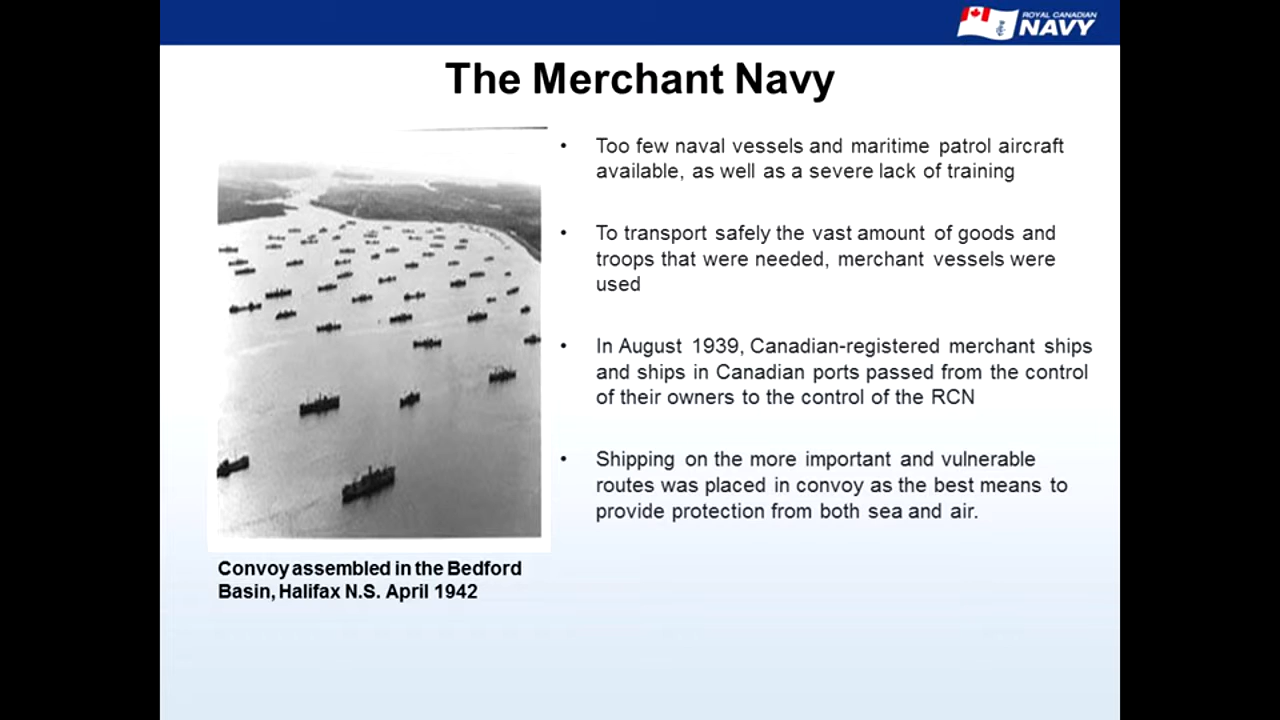 ROYAL CANADIAN
NAVY
The Merchant Navy
• Too few naval vessels and maritime patrol aircraft
available, as well as a severe lack of training
• To transport safely the vast amount of goods and
troops that were needed, merchant vessels were
used
• In August 1939, Canadian-registered merchant ships
and ships in Canadian ports passed from the control
of their owners to the control of the RCN
• Shipping on the more important and vulnerable
routes was placed in convoy as the best means to
provide protection from both sea and air.
Convoy assembled in the Bedford
Basin, Halifax N.S. April 1942